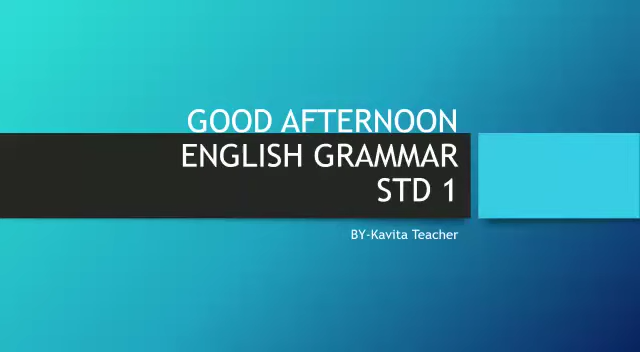 GOOD AFTERNOON
ENGLISH GRAMMAR
STD 1
BY-Kavita Teacher